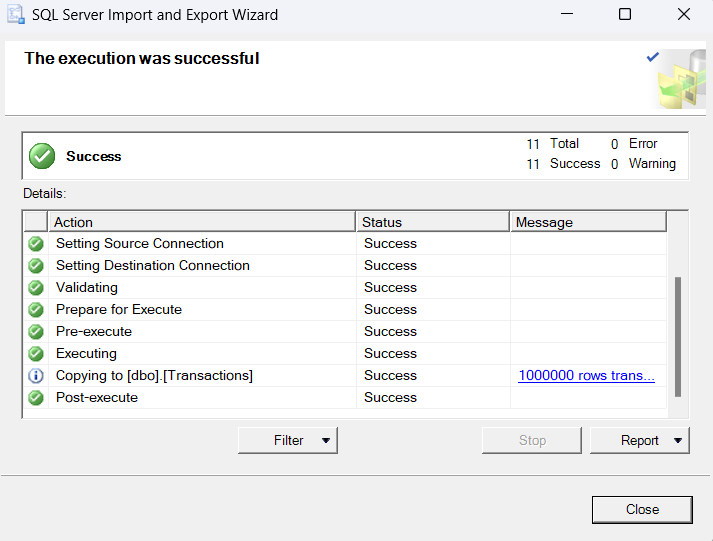 SQL Server Import and Export Wizard
The execution was successful
Success
11 Total 0 Error
11 Success 0 Warning
Details:
Action Status Message
Setting Source Connection Success
Setting Destination Connection Success
Validating Success
Prepare for Execute Success
Pre-execute Success
Executing Success
Copying to [dbo].[Transactions] Success 1000000 rows trans...
Post-execute Success
Filter Stop Report
Close